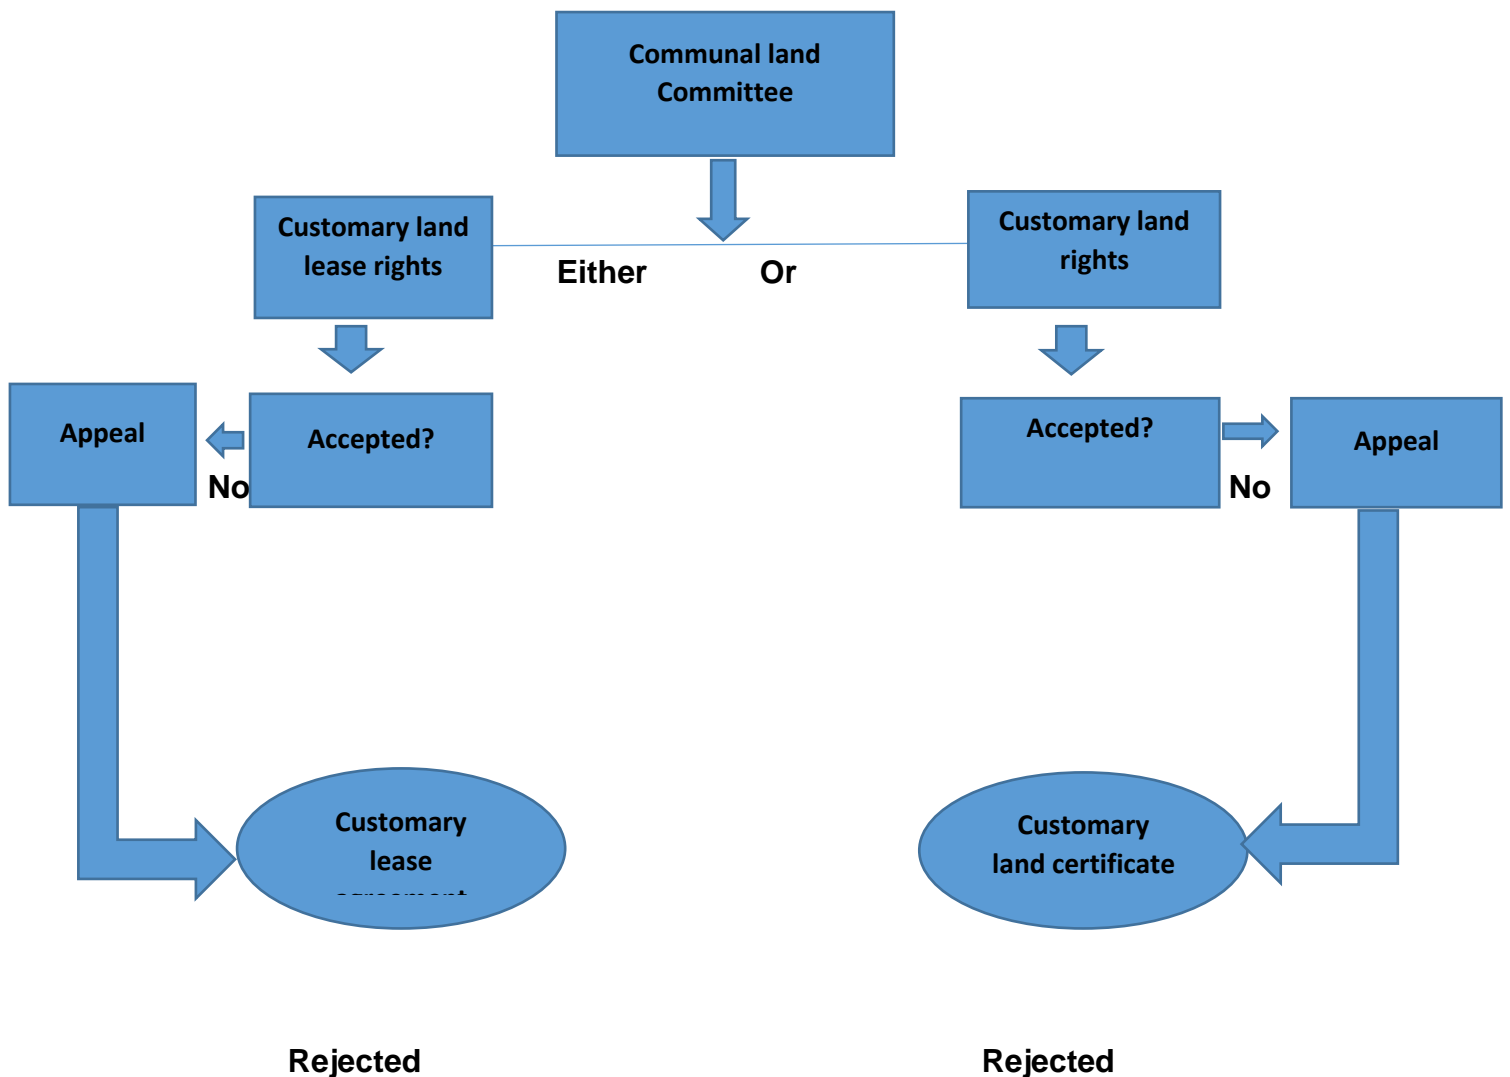 Communal land
Committee
Customary land
lease rights
Customary land
rights
Either
Or
Appeal
Accepted?
No
Accepted?
No
Appeal
Customary
lease
Customary
land certificate
Rejected
Rejected